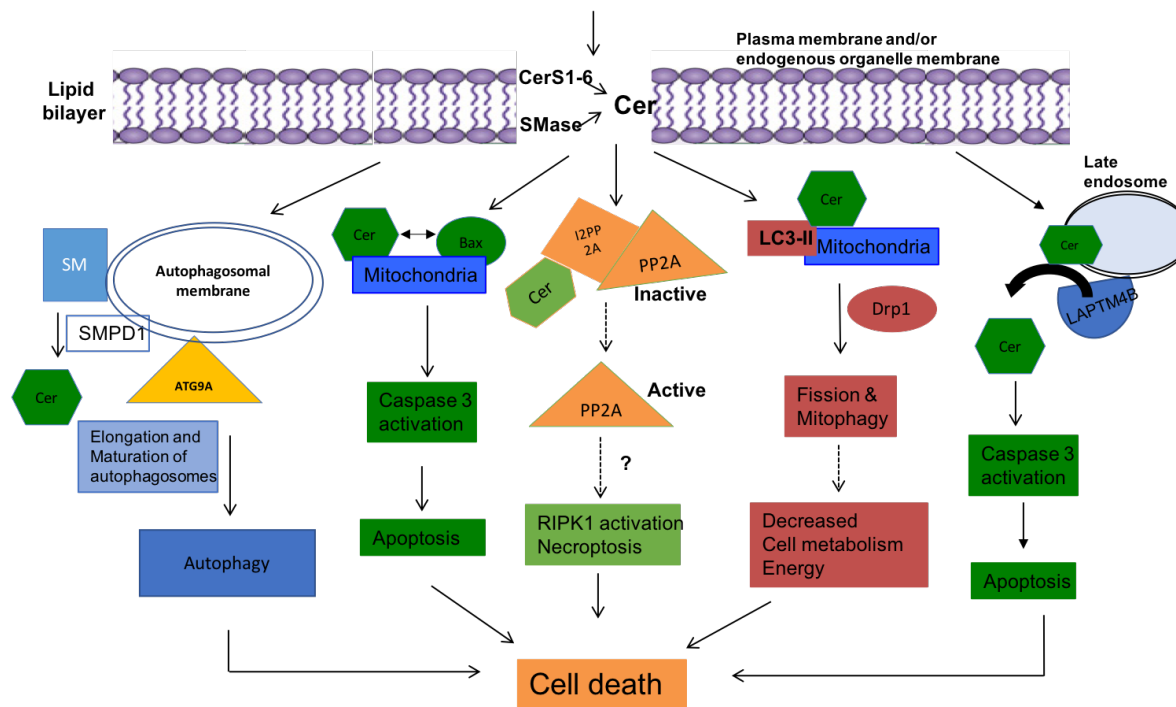 Plasma membrane and/or
endogenous organelle membrane
Lipid
bilayer
CerS1-6
Cer
SMase
Late
endosome
SM
Autophagosomal
membrane
SMPD1
Cer
ATG9A
Elongation and
Maturation of
autophagosomes
Autophagy
Cer
Bax
Mitochondria
Caspase 3
activation
Apoptosis
I2PP
2A
PP2A
Cer
Inactive
Active
PP2A
?
RIPK1 activation
Necroptosis
Cer
LC3-II
Mitochondria
Drp1
Fission &
Mitophagy
Decreased
Cell metabolism
Energy
Cer
LAPTM4B
Cer
Caspase 3
activation
Apoptosis
Cell death